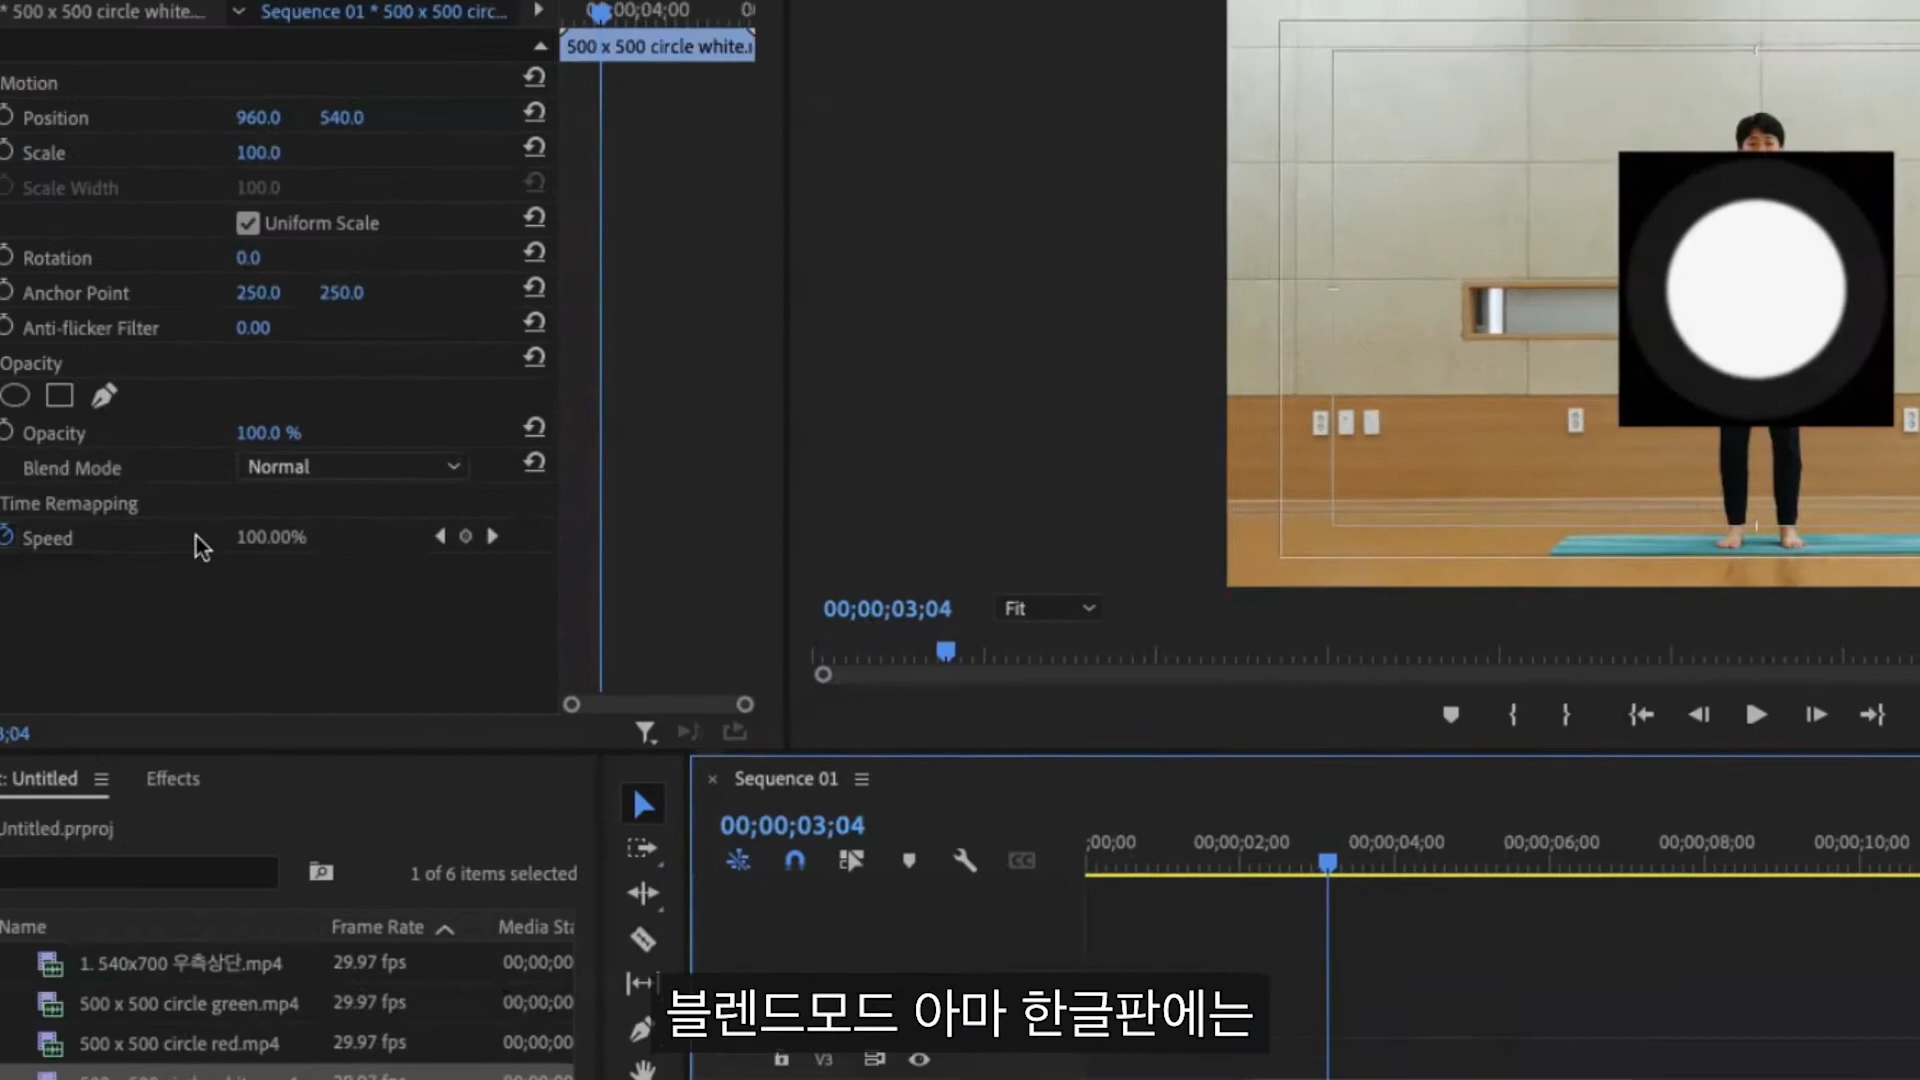 * 500 x 500 circle white....
Sequence 01 * 500 x 500 circ...
00;00;04;00
500 x 500 circle white.
Motion
Position 960.0 540.0
Scale 100.0
Scale Width 100.0
Uniform Scale
Rotation 0.0
Anchor Point 250.0 250.0
Anti-flicker Filter 0.00
Opacity
Opacity 100.0 %
Blend Mode Normal
Time Remapping
Speed 100.00%
;04
00;00;03;04 Fit
: Untitled
Effects
Untitled.prproj
1 of 6 items selected
Name Frame Rate Media Sta
1. 540x700 우측상단.mp4 29.97 fps 00;00;00
500 x 500 circle green.mp4 29.97 fps 00;00;00
500 x 500 circle red.mp4 29.97 fps 00;00;00
Sequence 01
00;00;03;04
;00;00 00;00;02;00 00;00;04;00 00;00;06;00 00;00;08;00 00;00;10;00
CC
블렌드모드 아마 한글판에는
V3